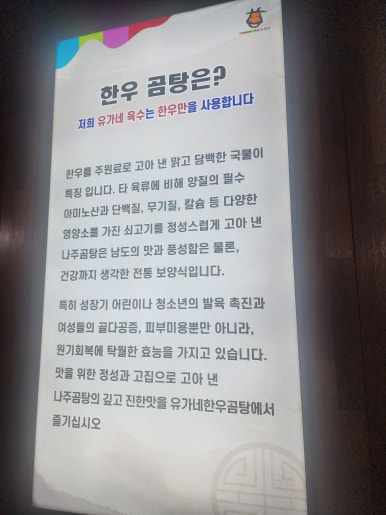 한우 곰탕은?
저희 유가네 육수는 한우만을 사용합니다
한우를 주원료로 고아 낸 맑고 담백한 국물이
특징 입니다. 타 육류에 비해 양질의 필수
아미노산과 단백질, 무기질, 칼슘 등 다양한
영양소를 가진 쇠고기를 정성스럽게 고아 낸
나주곰탕은 남도의 맛과 풍성함은 물론,
건강까지 생각한 전통 보양식입니다.
특히 성장기 어린이나 청소년의 발육 촉진과
여성들의 골다공증, 피부미용뿐만 아니라,
원기회복에 탁월한 효능을 가지고 있습니다.
맛을 위한 정성과 고집으로 고아 낸
나주곰탕의 깊고 진한맛을 유가네한우곰탕에서
즐기십시오